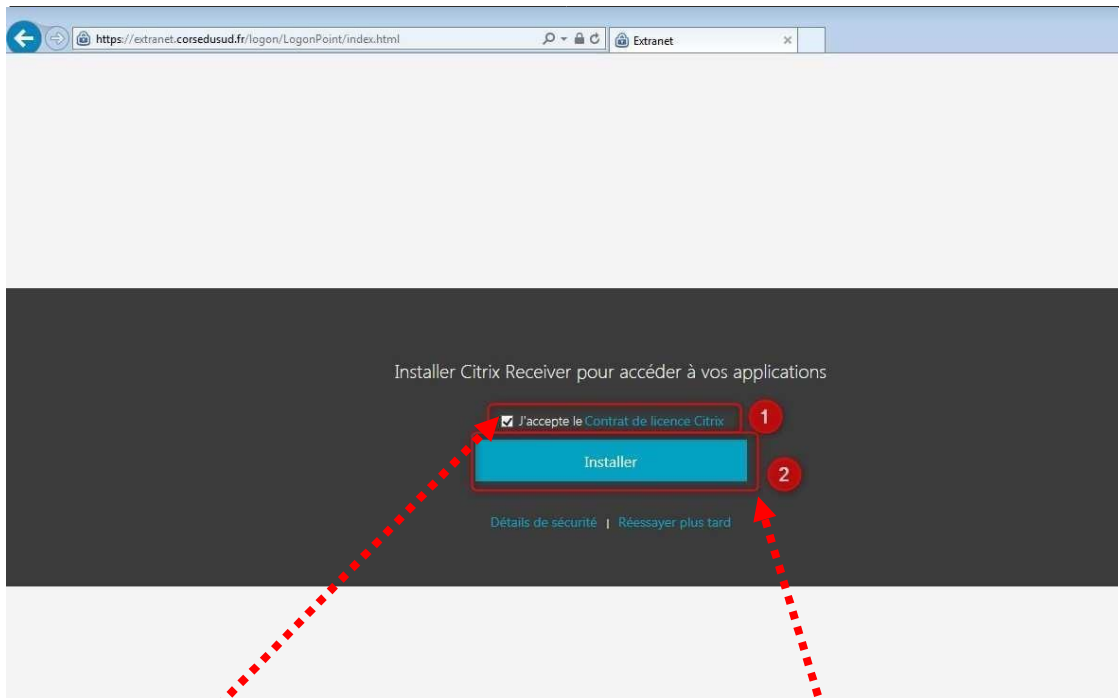 https://extranet.corsedusud.fr/logon/LogonPoint/index.html
Extranet
Installer Citrix Receiver pour accéder à vos applications
J'accepte le Contrat de licence Citrix
1
Installer
2
Détails de sécurité | Réessayer plus tard